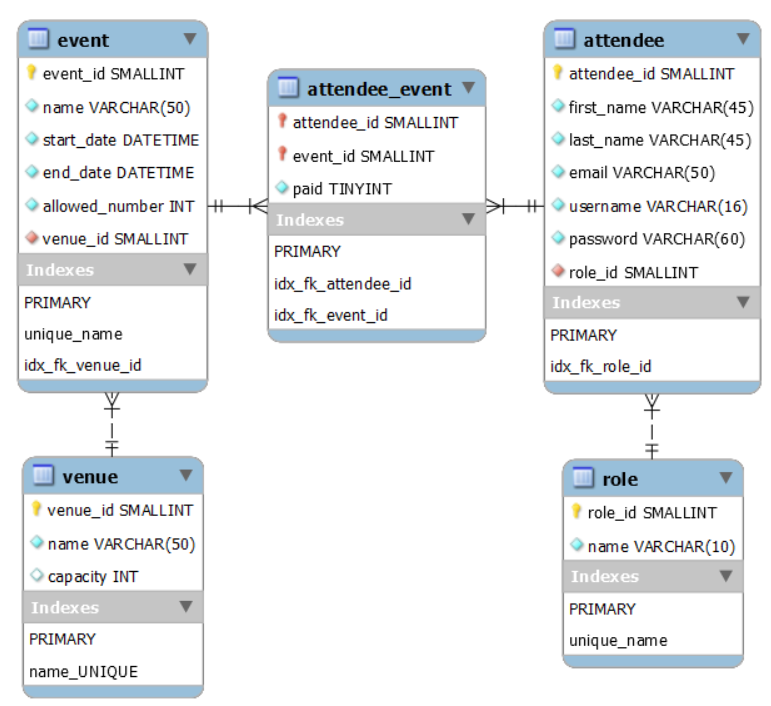 event
event_id SMALLINT
name VARCHAR(50)
start_date DATETIME
end_date DATETIME
allowed_number INT
venue_id SMALLINT
Indexes
PRIMARY
unique_name
idx_fk_venue_id
attendee_event
attendee_id SMALLINT
event_id SMALLINT
paid TINYINT
Indexes
PRIMARY
idx_fk_attendee_id
idx_fk_event_id
attendee
attendee_id SMALLINT
first_name VARCHAR(45)
last_name VARCHAR(45)
email VARCHAR(50)
username VARCHAR(16)
password VARCHAR(60)
role_id SMALLINT
Indexes
PRIMARY
idx_fk_role_id
venue
venue_id SMALLINT
name VARCHAR(50)
capacity INT
Indexes
PRIMARY
name_UNIQUE
role
role_id SMALLINT
name VARCHAR(10)
Indexes
PRIMARY
unique_name